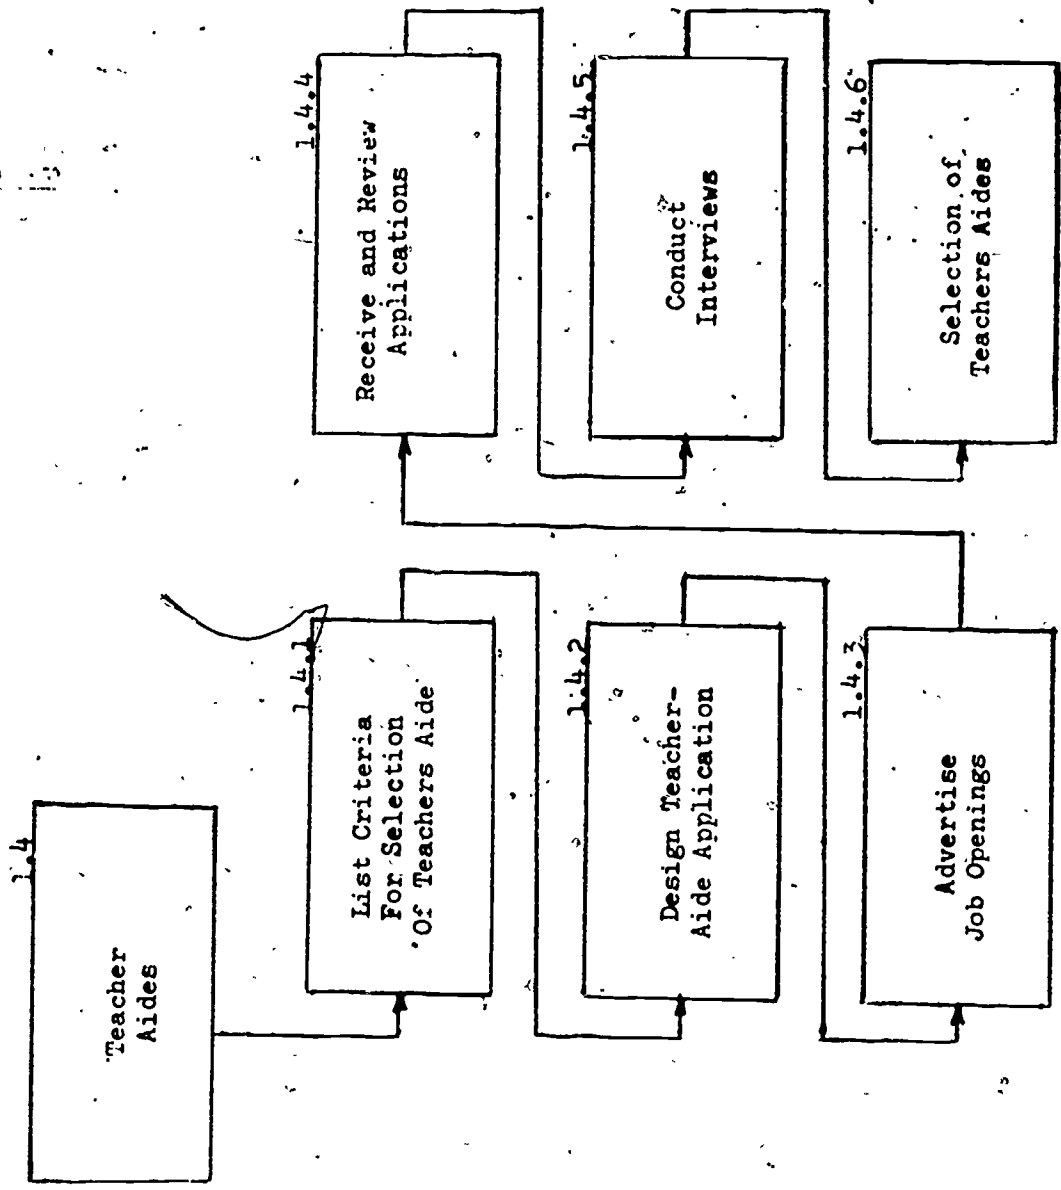 1.4
Teacher
Aides
1.4.1
List Criteria
For Selection
Of Teachers Aide
1.4.2
Design Teacher-
Aide Application
1.4.3
Advertise
Job Openings
1.4.4
Receive and Review
Applications
1.4.5
Conduct
Interviews
1.4.6
Selection of
Teachers Aides